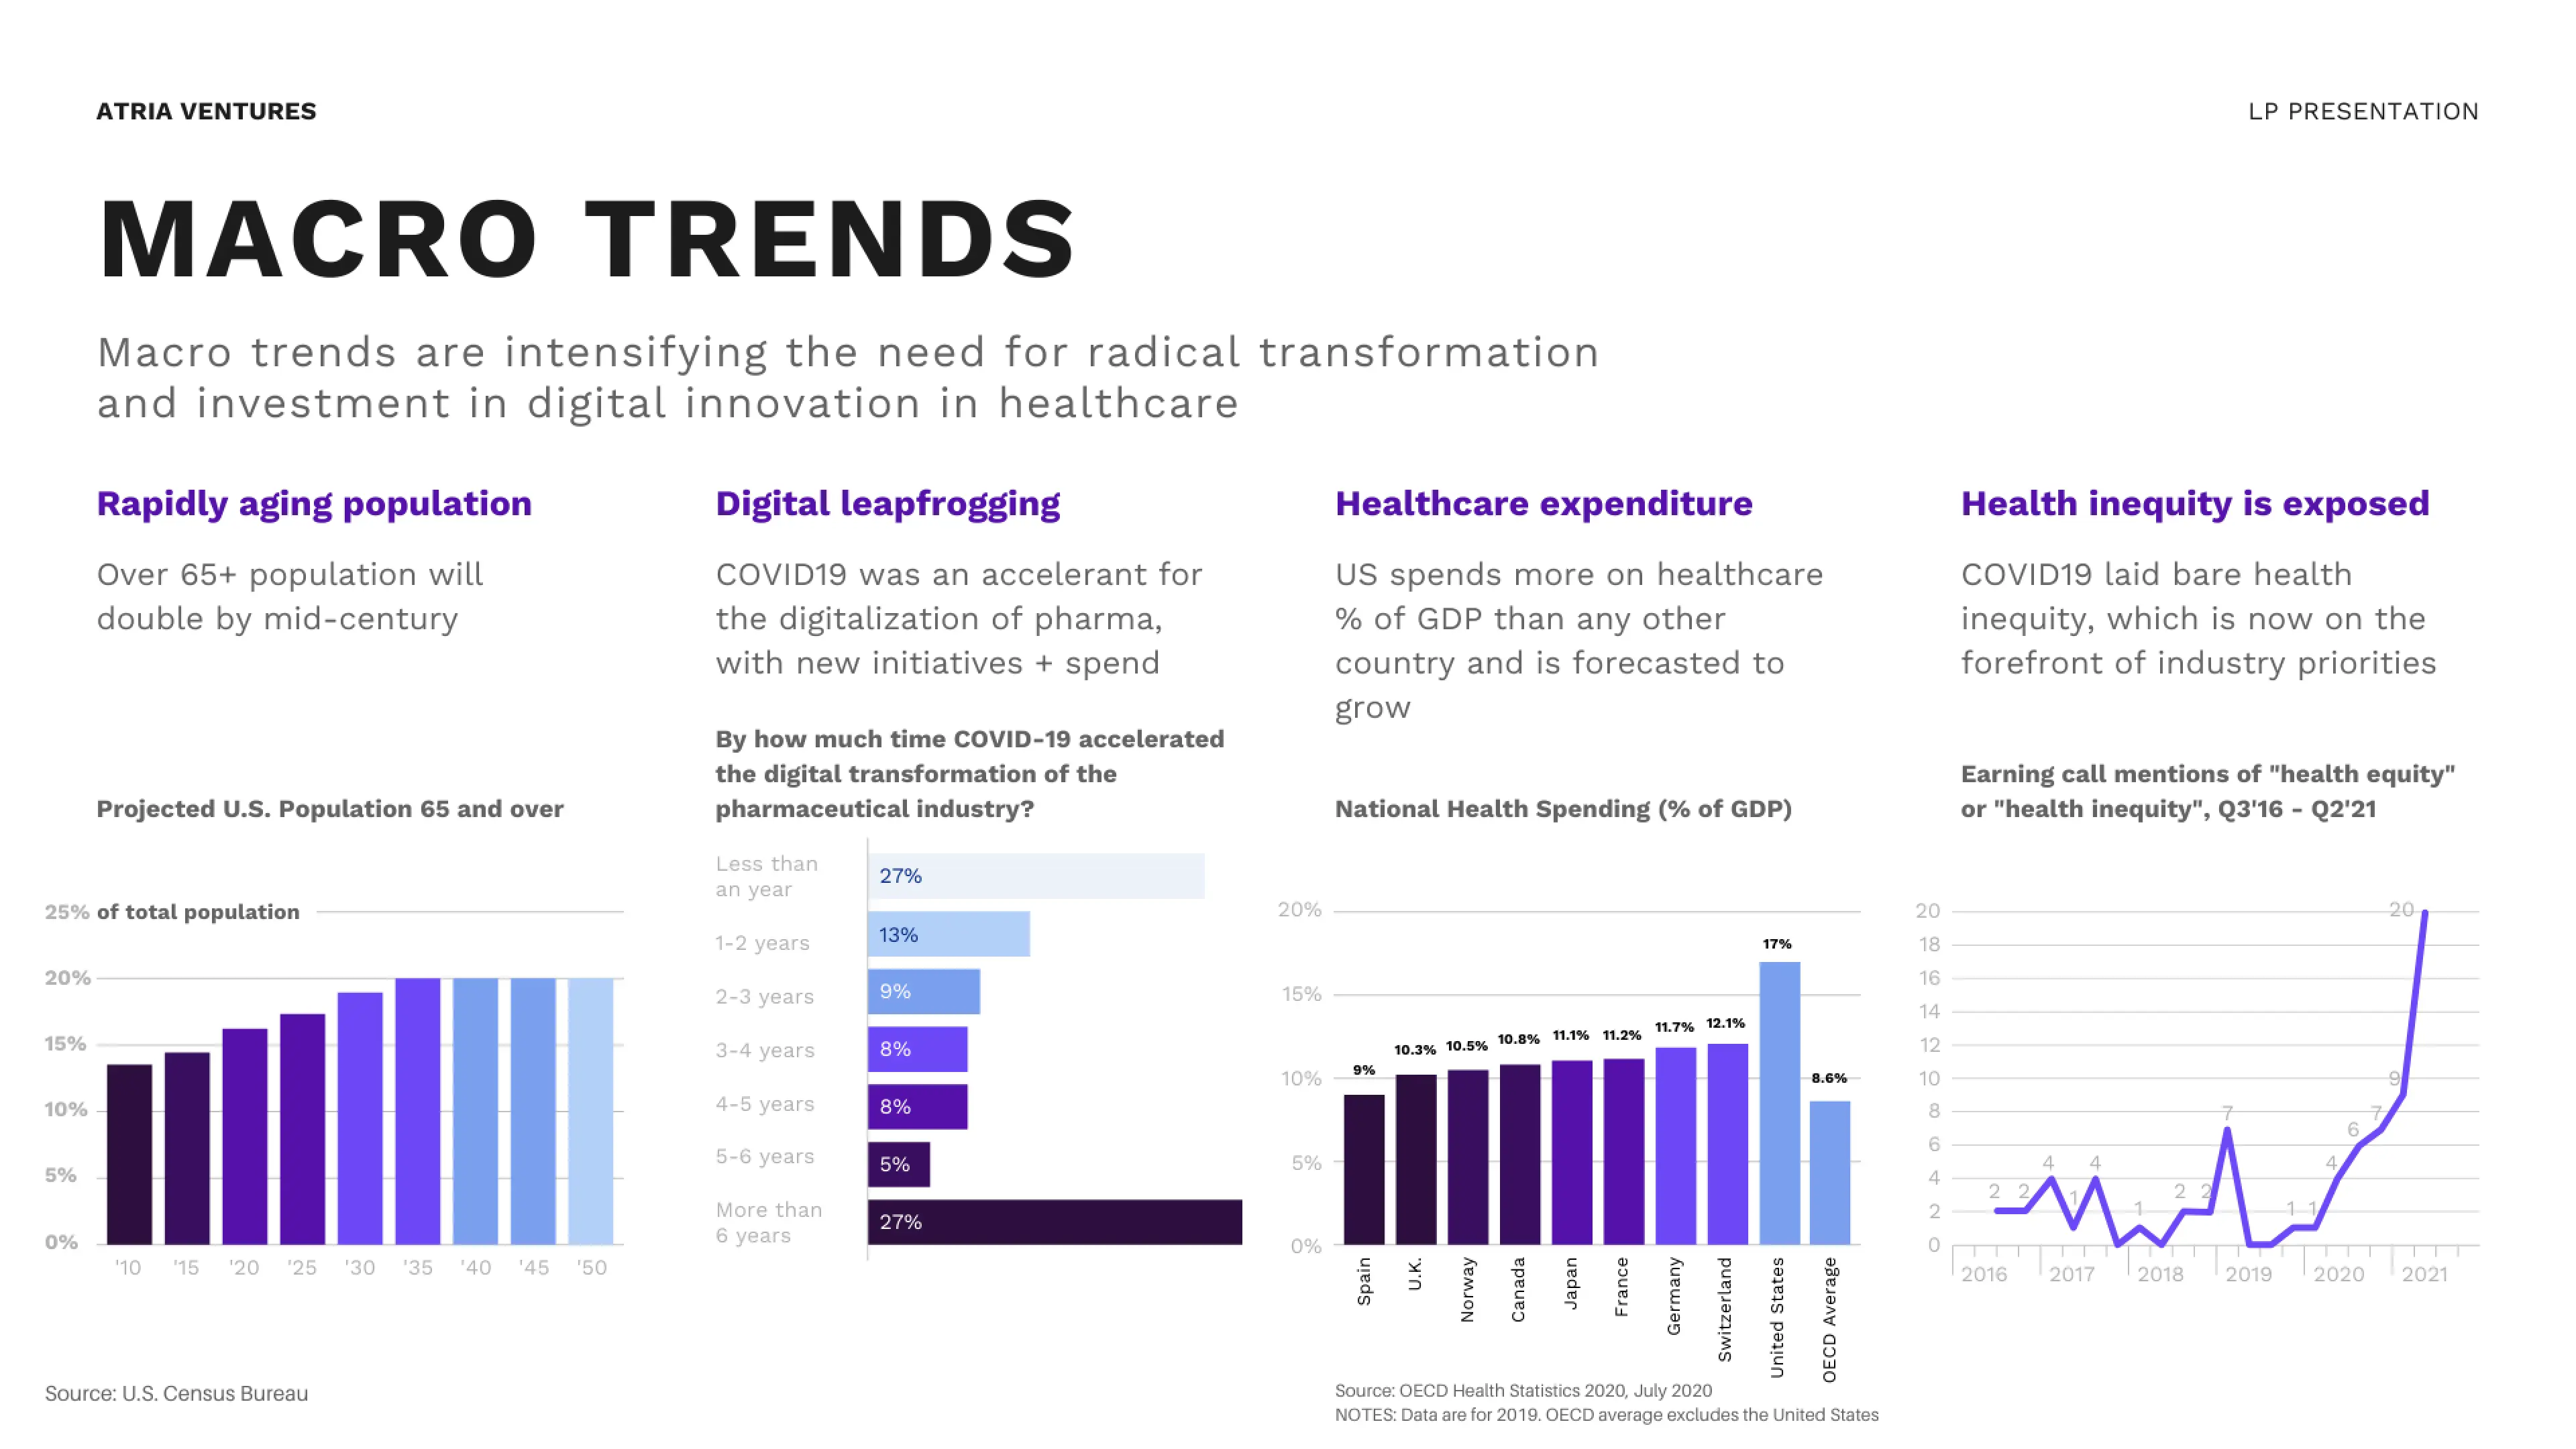 ATRIA VENTURES
LP PRESENTATION
MACRO TRENDS
Macro trends are intensifying the need for radical transformation
and investment in digital innovation in healthcare
Rapidly aging population
Over 65+ population will
double by mid-century
Projected U.S. Population 65 and over
25% of total population
20%
15%
10%
5%
0%
'10 '15 '20 '25 '30 '35 '40 '45 '50
Source: U.S. Census Bureau
Digital leapfrogging
COVID19 was an accelerant for
the digitalization of pharma,
with new initiatives + spend
By how much time COVID-19 accelerated
the digital transformation of the
pharmaceutical industry?
Less than
an year
27%
1-2 years
13%
2-3 years
9%
3-4 years
8%
4-5 years
8%
5-6 years
5%
More than
6 years
27%
Healthcare expenditure
US spends more on healthcare
% of GDP than any other
country and is forecasted to
grow
National Health Spending (% of GDP)
20%
15%
10%
5%
0%
9%
10.3%
10.5%
10.8%
11.1%
11.2%
11.7%
12.1%
17%
8.6%
Spain
U.K.
Norway
Canada
Japan
France
Germany
Switzerland
United States
OECD Average
Source: OECD Health Statistics 2020, July 2020
NOTES: Data are for 2019. OECD average excludes the United States
Health inequity is exposed
COVID19 laid bare health
inequity, which is now on the
forefront of industry priorities
Earning call mentions of "health equity"
or "health inequity", Q3'16 - Q2'21
20
18
16
14
12
10
8
6
4
2
0
2
2
4
1
4
1
2
2
7
1
1
4
6
7
9
20
2016 2017 2018 2019 2020 2021